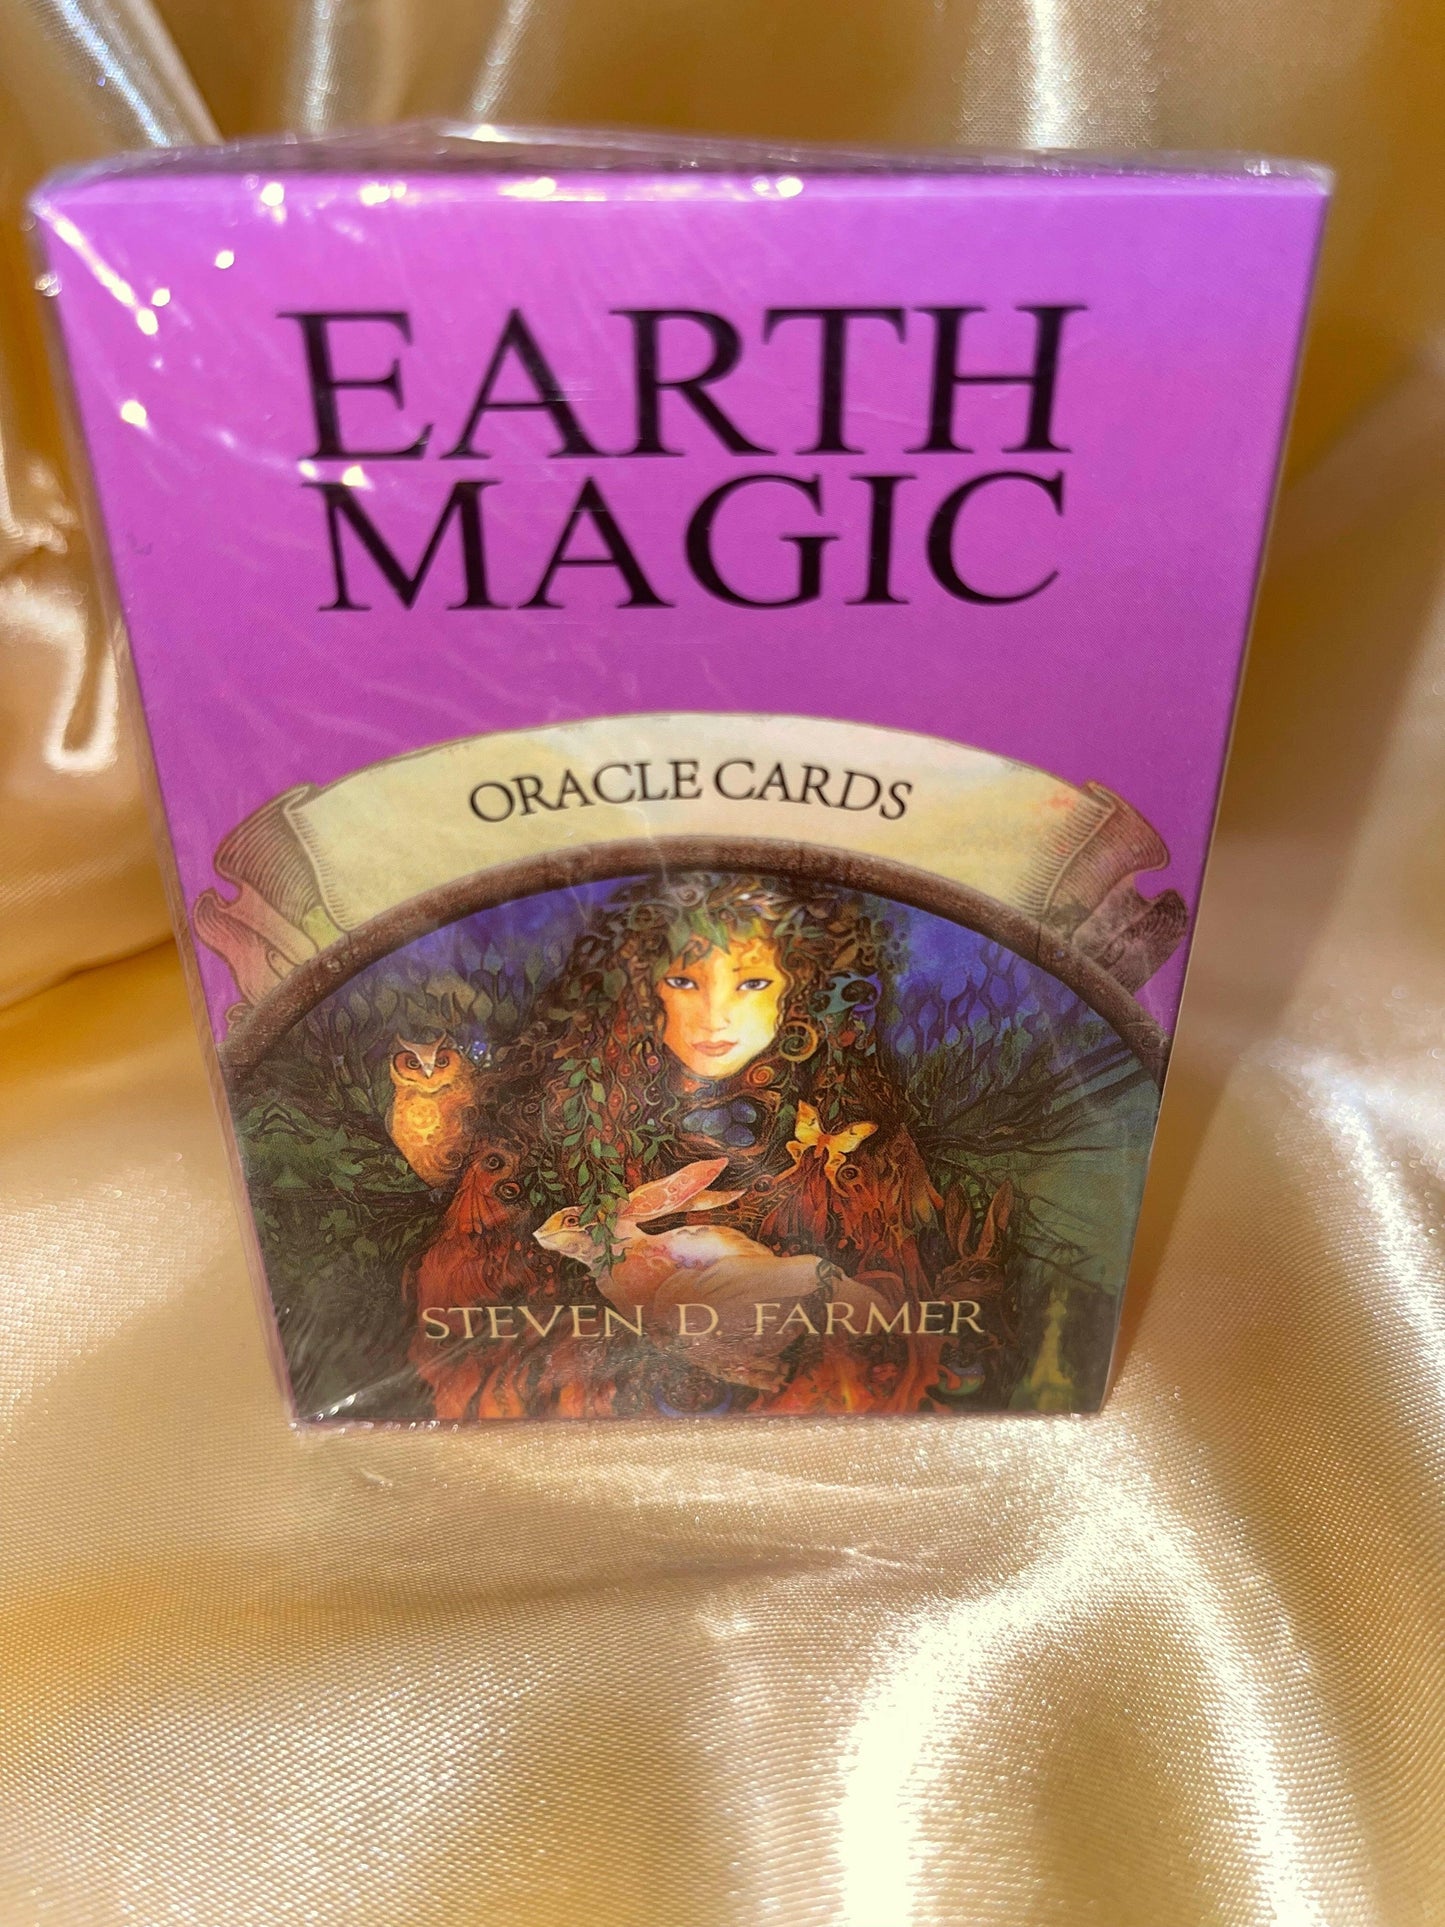 EARTH
MAGIC
ORACLE CARDS
STEVEN D. FARMER